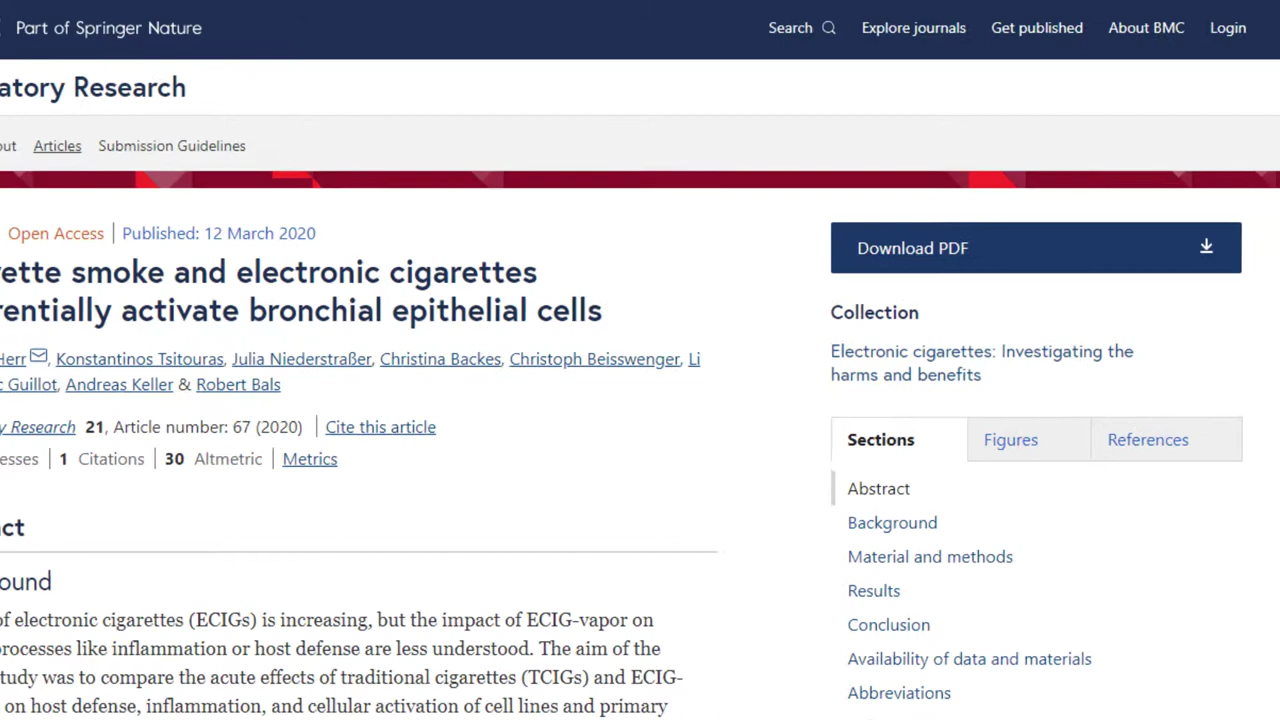 Part of Springer Nature
Search
Explore journals
Get published
About BMC
Login
atory Research
out
Articles
Submission Guidelines
Open Access
Published: 12 March 2020
ette smoke and electronic cigarettes
rentially activate bronchial epithelial cells
Herr, Konstantinos Tsitouras, Julia Niederstraßer, Christina Backes, Christoph Beisswenger, Li
c Guillot, Andreas Keller & Robert Bals
y Research 21, Article number: 67 (2020) Cite this article
esses 1 Citations 30 Altmetric Metrics
ct
ound
of electronic cigarettes (ECIGs) is increasing, but the impact of ECIG-vapor on
processes like inflammation or host defense are less understood. The aim of the
tudy was to compare the acute effects of traditional cigarettes (TCIGs) and ECIG-
on host defense, inflammation, and cellular activation of cell lines and primary
Download PDF
Collection
Electronic cigarettes: Investigating the
harms and benefits
Sections
Figures
References
Abstract
Background
Material and methods
Results
Conclusion
Availability of data and materials
Abbreviations